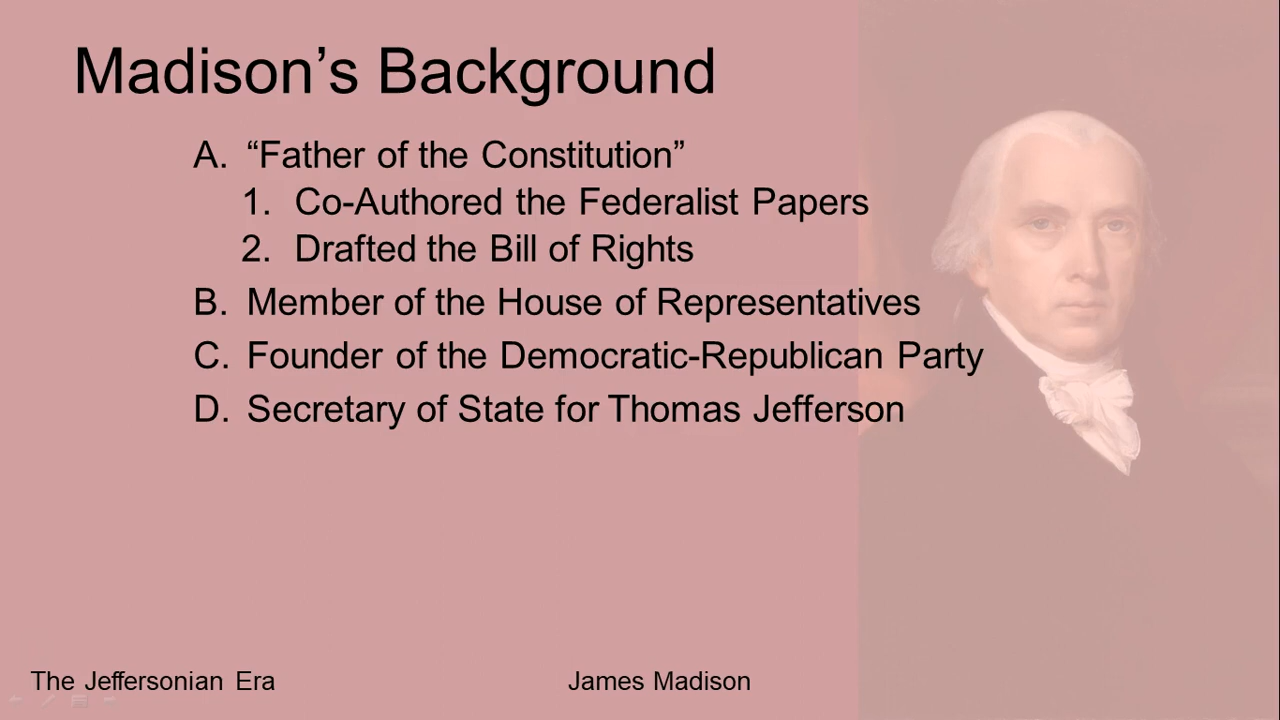 Madison’s Background
A. “Father of the Constitution”
1. Co-Authored the Federalist Papers
2. Drafted the Bill of Rights
B. Member of the House of Representatives
C. Founder of the Democratic-Republican Party
D. Secretary of State for Thomas Jefferson
The Jeffersonian Era
James Madison